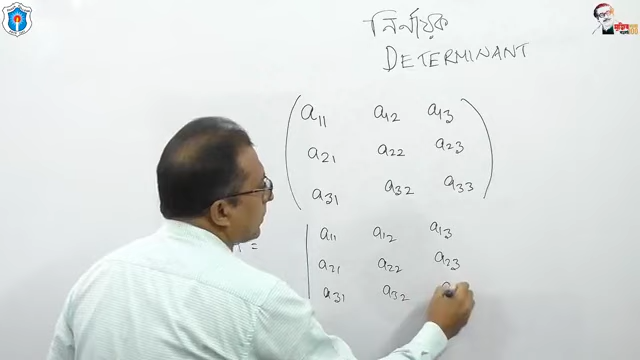 নির্ণায়ক
DETERMINANT
a11 a12 a13
a21 a22 a23
a31 a32 a33
= | a11 a12 a13
a21 a22 a23
a31 a32